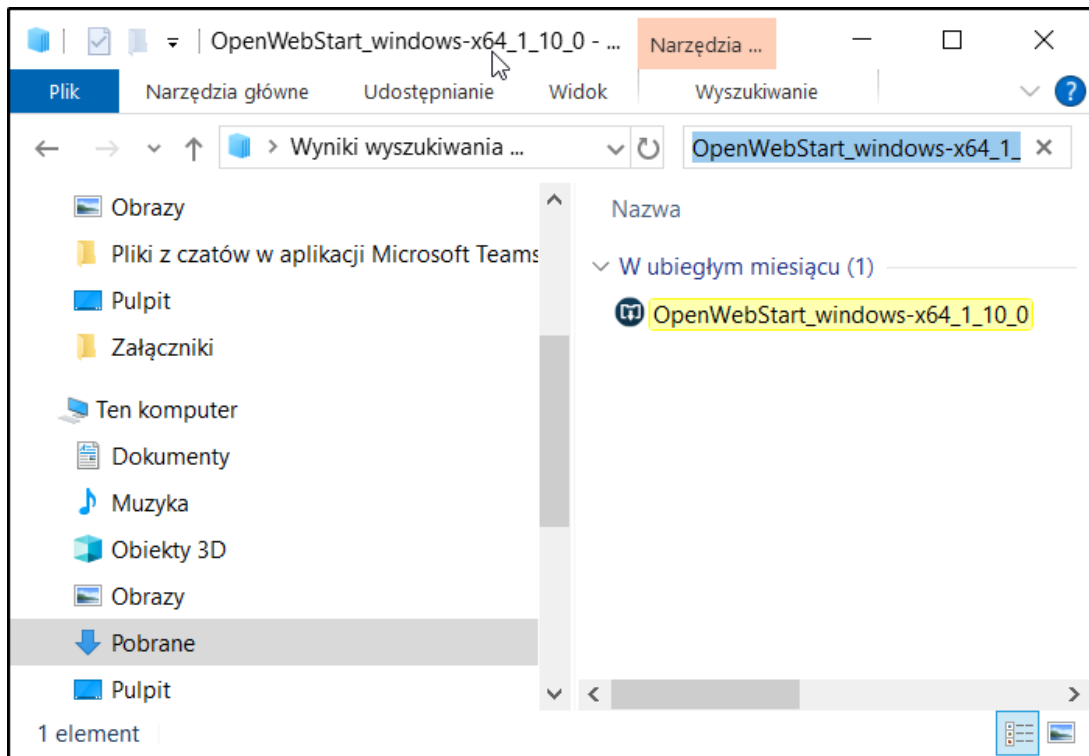 OpenWebStart_windows-x64_1_10_0 - ...
Narzędzia ...
Plik
Narzędzia główne
Udostępnianie
Widok
Wyszukiwanie
?
Wyniki wyszukiwania ...
OpenWebStart_windows-x64_1_
Obrazy
Pliki z czatów w aplikacji Microsoft Teams
Pulpit
Załączniki
Ten komputer
Dokumenty
Muzyka
Obiekty 3D
Obrazy
Pobrane
Pulpit
Nazwa
W ubiegłym miesiącu (1)
OpenWebStart_windows-x64_1_10_0
1 element